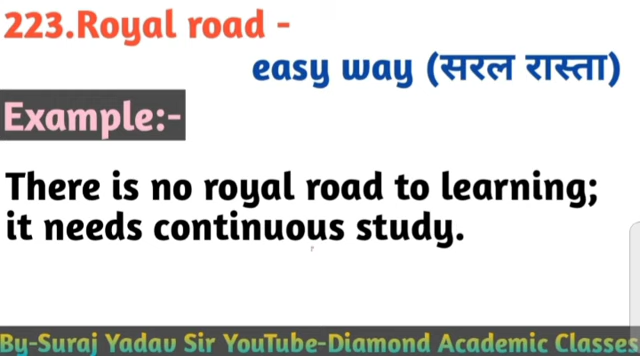 223.Royal road -
easy way (सरल रास्ता)
Example:-
There is no royal road to learning;
it needs continuous study.
By-Suraj Yadav Sir YouTube-Diamond Academic Classes